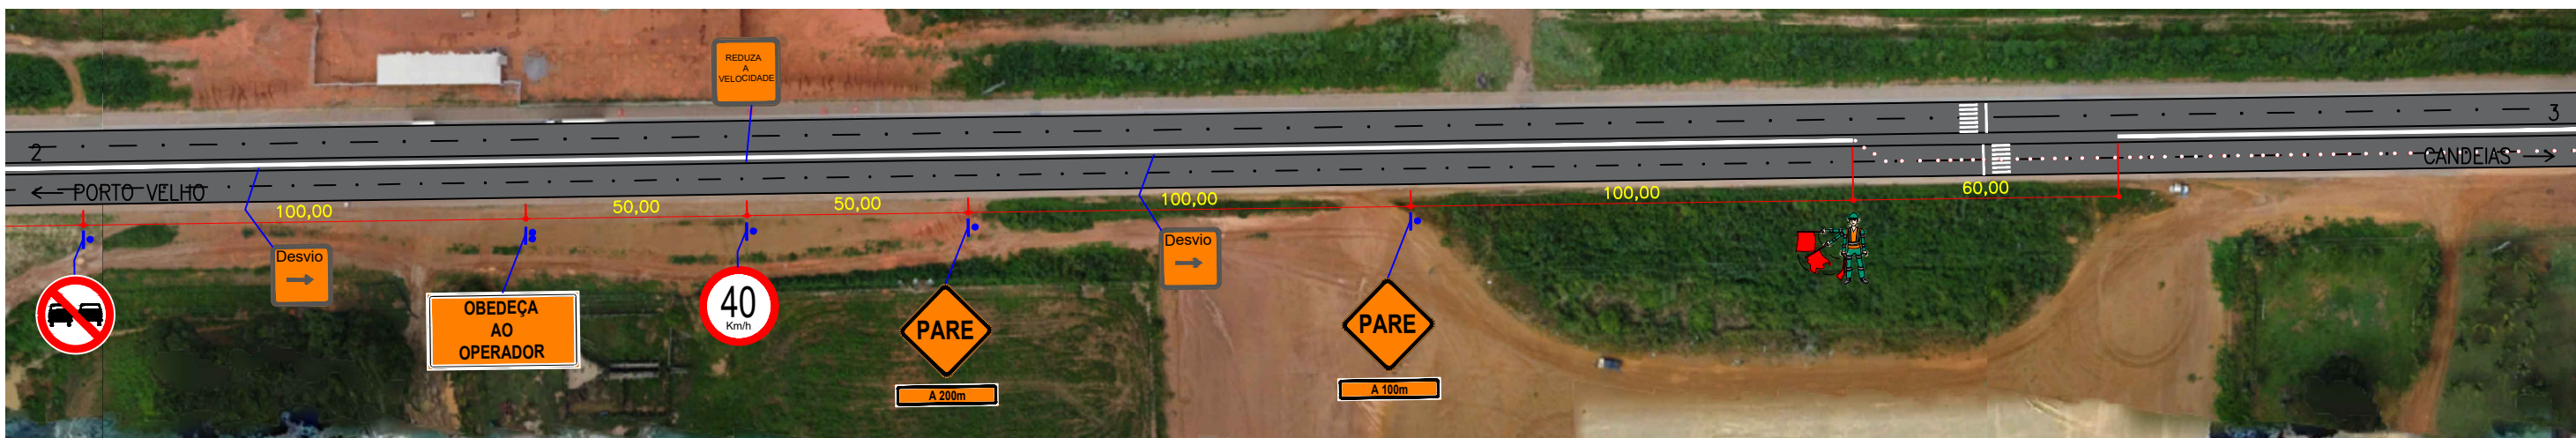 REDUZA
A
VELOCIDADE
2
3
← PORTO VELHO
CANDEIAS →
100,00
50,00
50,00
100,00
100,00
60,00
Desvio
→
OBEDEÇA
AO
OPERADOR
40
Km/h
PARE
A 200m
Desvio
→
PARE
A 100m